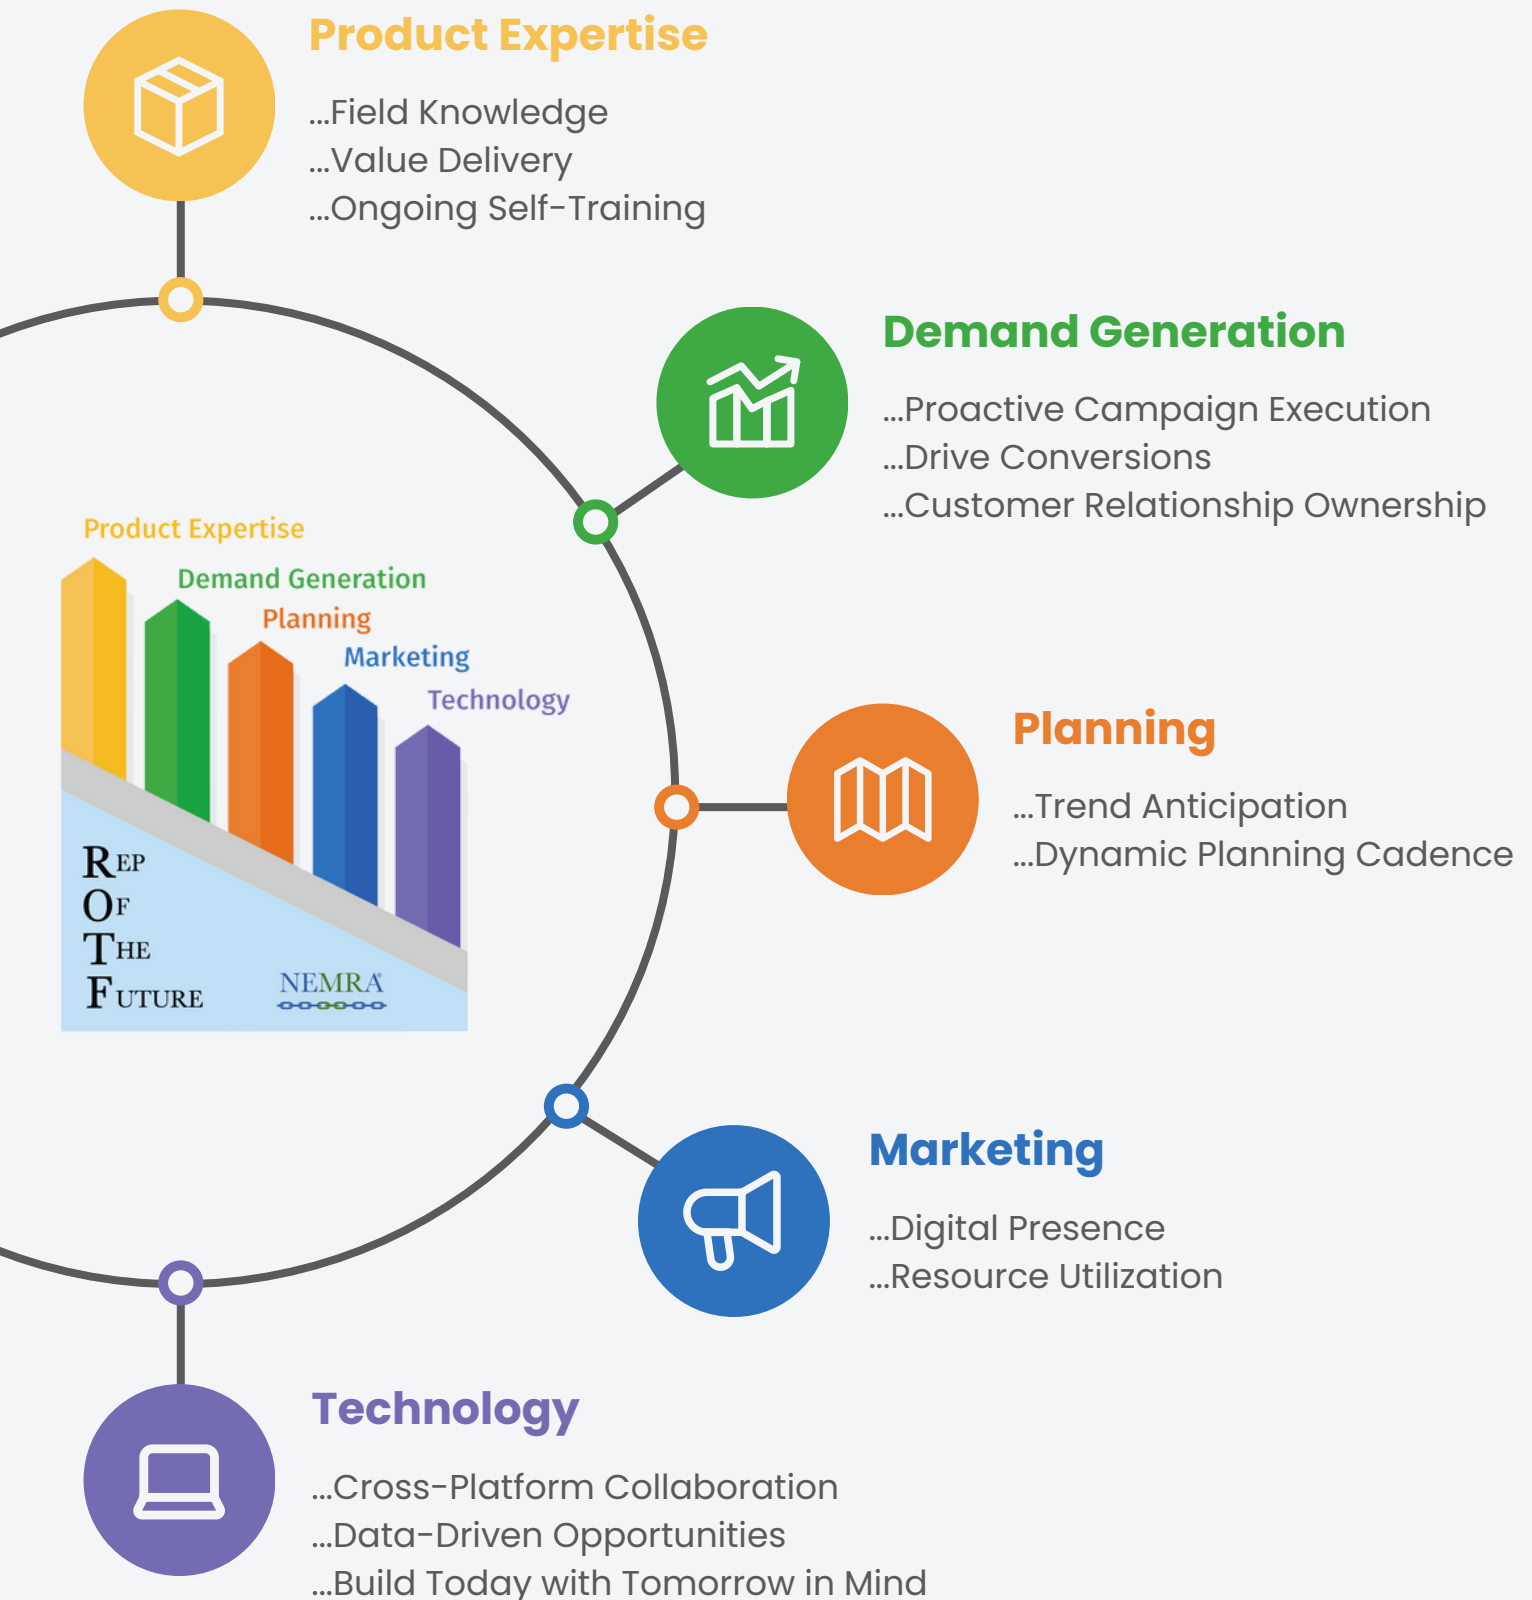 Product Expertise
...Field Knowledge
...Value Delivery
...Ongoing Self-Training
Demand Generation
...Proactive Campaign Execution
...Drive Conversions
...Customer Relationship Ownership
Product Expertise
Demand Generation
Planning
Marketing
Technology
REP
OF
THE
FUTURE
NEMRA®
Planning
...Trend Anticipation
...Dynamic Planning Cadence
Marketing
...Digital Presence
...Resource Utilization
Technology
...Cross-Platform Collaboration
...Data-Driven Opportunities
...Build Today with Tomorrow in Mind